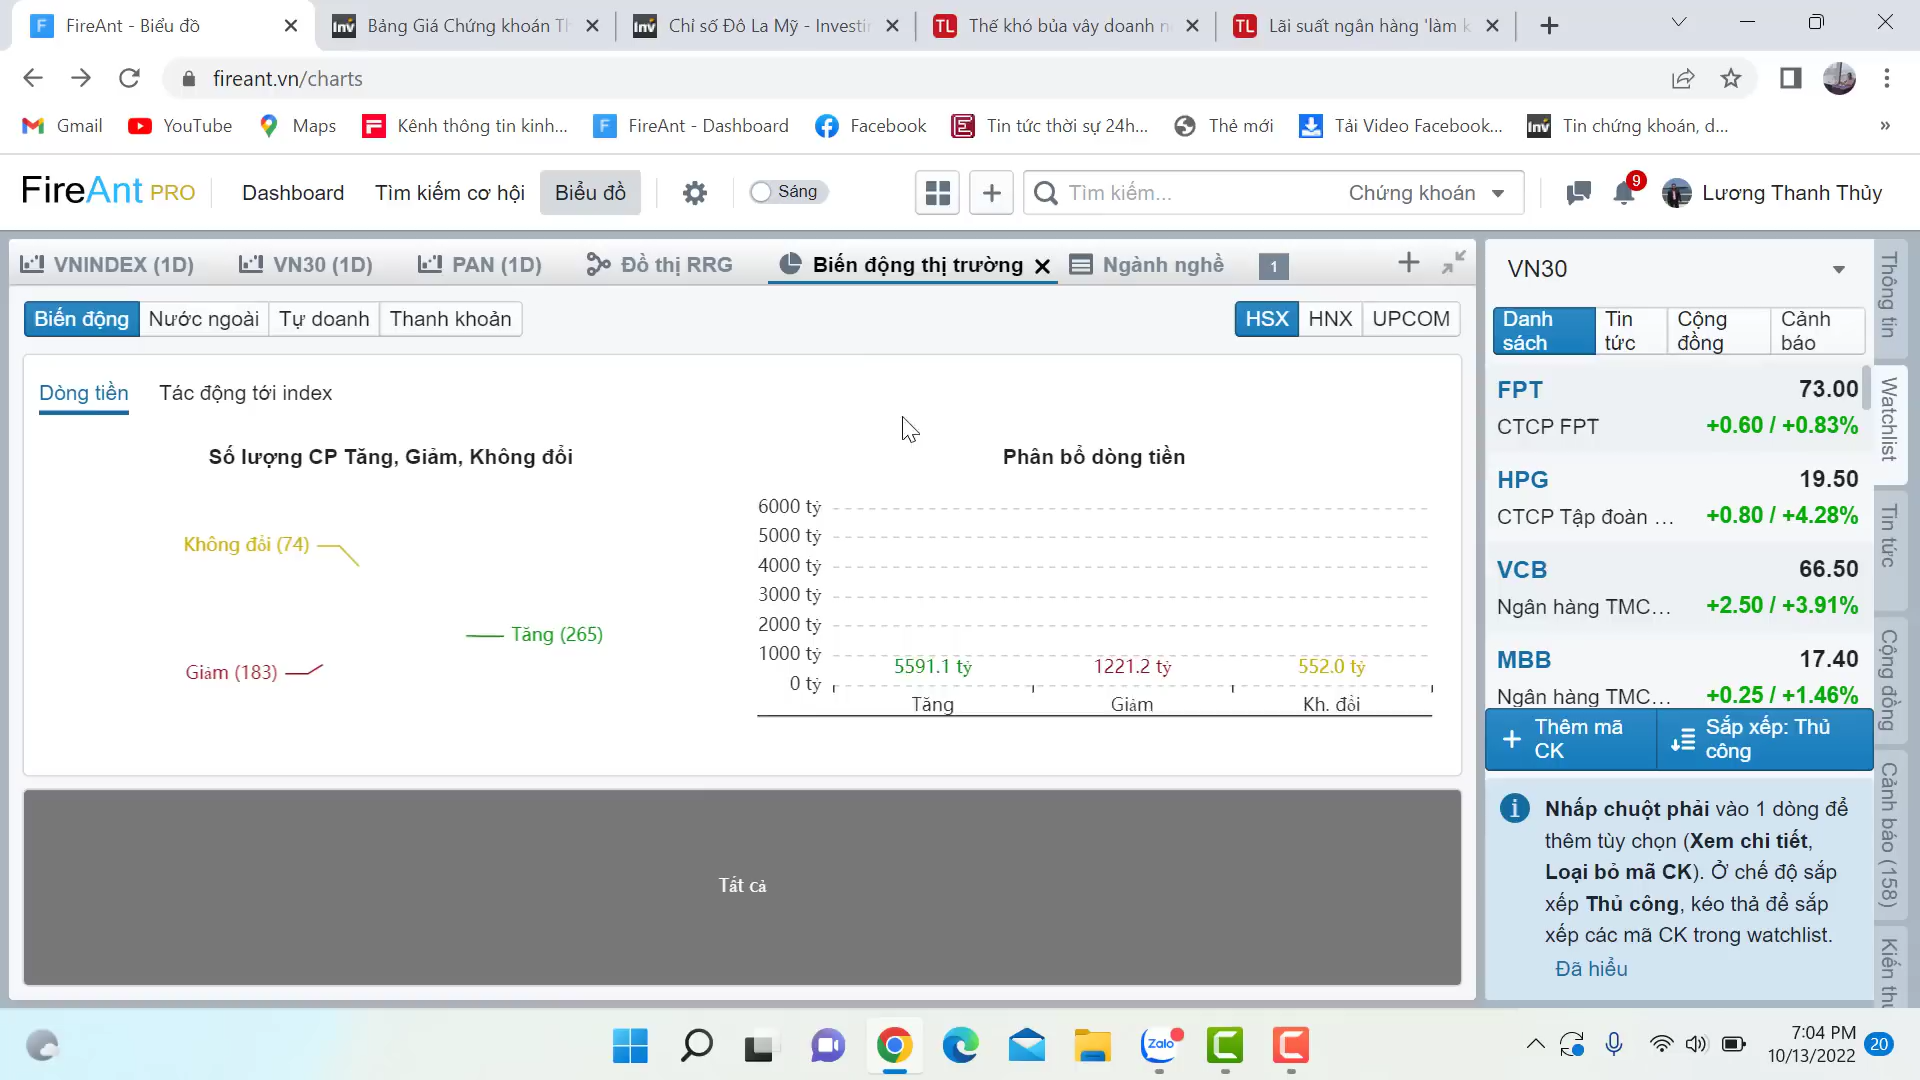 FireAnt - Biểu đồ
Bảng Giá Chứng khoán Th
Chỉ số Đô La Mỹ - Investin
Thế khó bủa vây doanh n
Lãi suất ngân hàng 'làm k
fireant.vn/charts
Gmail
YouTube
Maps
Kênh thông tin kinh...
FireAnt - Dashboard
Facebook
Tin tức thời sự 24h...
Thẻ mới
Tải Video Facebook...
Tin chứng khoán, d...
»
FireAnt PRO
Dashboard
Tìm kiếm cơ hội
Biểu đồ
Sáng
Tìm kiếm...
Chứng khoán
9
Lương Thanh Thủy
VNINDEX (1D)
VN30 (1D)
PAN (1D)
Đồ thị RRG
Biến động thị trường
Ngành nghề
1
Biến động
Nước ngoài
Tự doanh
Thanh khoản
HSX
HNX
UPCOM
Dòng tiền
Tác động tới index
Số lượng CP Tăng, Giảm, Không đổi
Không đổi (74)
Tăng (265)
Giảm (183)
Phân bổ dòng tiền
6000 tỷ
5000 tỷ
4000 tỷ
3000 tỷ
2000 tỷ
1000 tỷ
0 tỷ
5591.1 tỷ
1221.2 tỷ
552.0 tỷ
Tăng
Giảm
Kh. đổi
Tất cả
VN30
Danh sách
Tin tức
Cộng đồng
Cảnh báo
FPT 73.00
CTCP FPT +0.60 / +0.83%
HPG 19.50
CTCP Tập đoàn ... +0.80 / +4.28%
VCB 66.50
Ngân hàng TMC... +2.50 / +3.91%
MBB 17.40
Ngân hàng TMC... +0.25 / +1.46%
Thêm mã CK
Sắp xếp: Thủ công
Nhấp chuột phải vào 1 dòng để
thêm tùy chọn (Xem chi tiết,
Loại bỏ mã CK). Ở chế độ sắp
xếp Thủ công, kéo thả để sắp
xếp các mã CK trong watchlist.
Đã hiểu
Thông tin
Watchlist
Tin tức
Cộng đồng
Cảnh báo (158)
Kiến thứ
Zalo
7:04 PM
10/13/2022
20